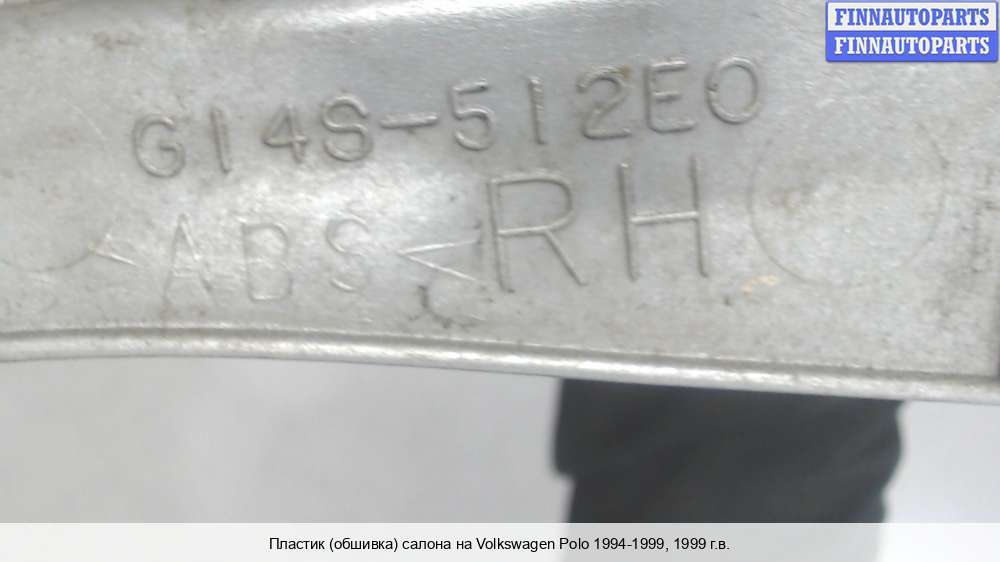 FINNAUTOPARTS
FINNAUTOPARTS
G14S-512E0
<ABS< RH
Пластик (обшивка) салона на Volkswagen Polo 1994-1999, 1999 г.в.